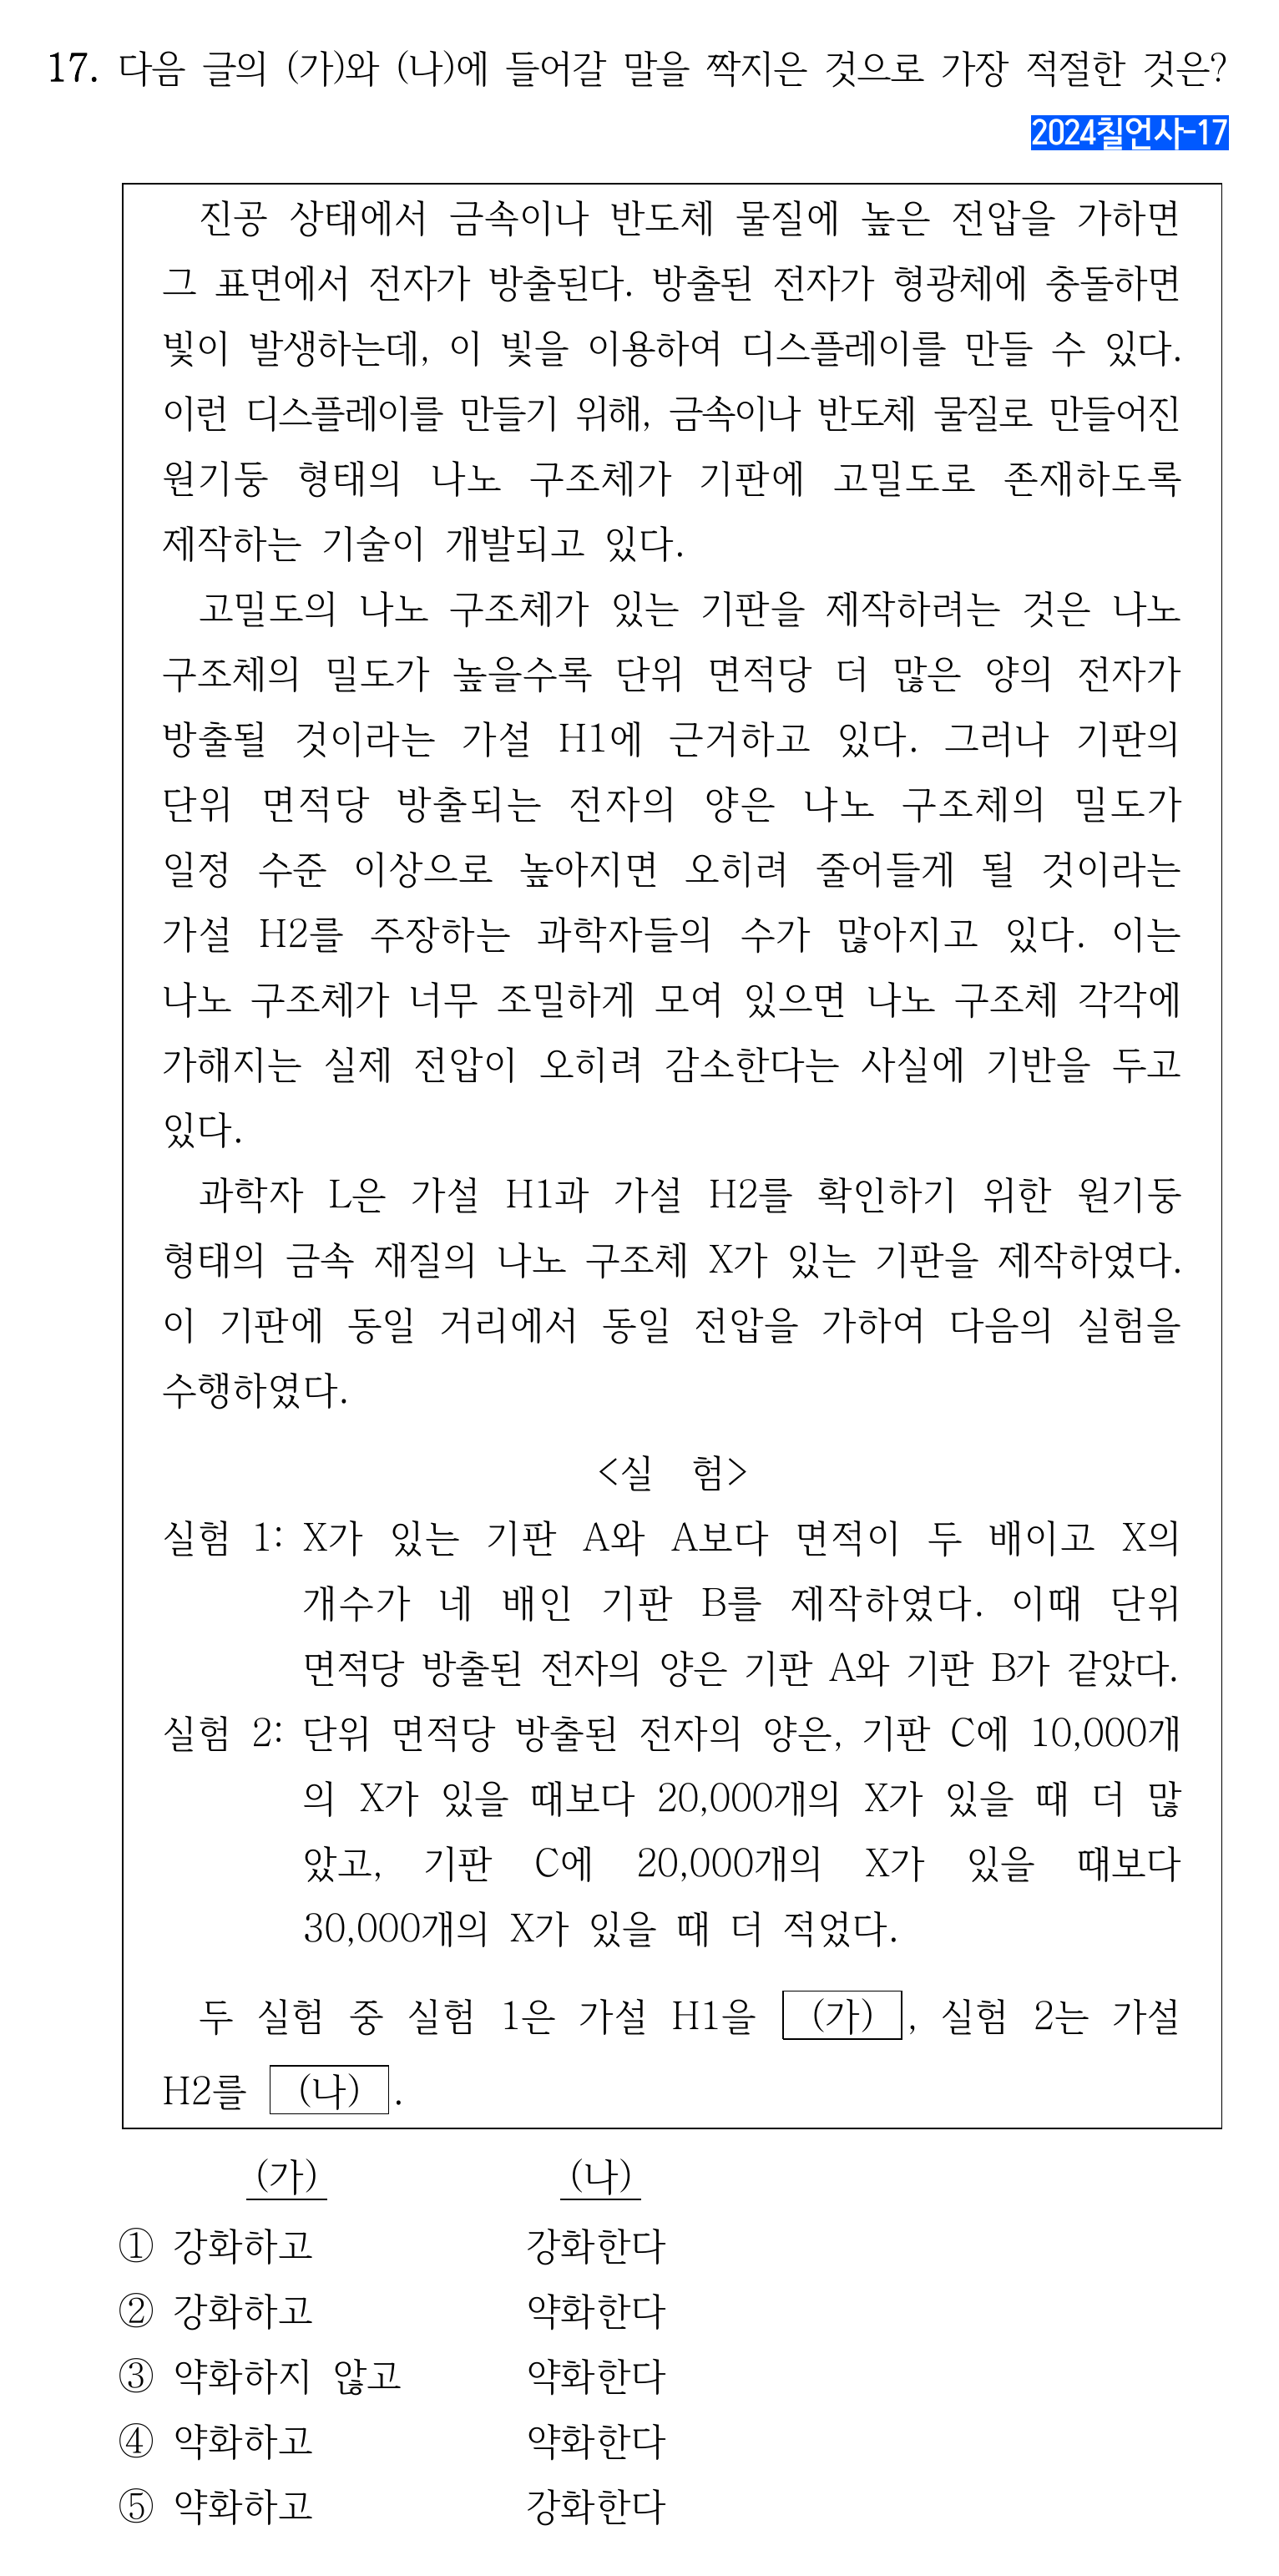 17. 다음 글의 (가)와 (나)에 들어갈 말을 짝지은 것으로 가장 적절한 것은?
2024칠언사-17
진공 상태에서 금속이나 반도체 물질에 높은 전압을 가하면
그 표면에서 전자가 방출된다. 방출된 전자가 형광체에 충돌하면
빛이 발생하는데, 이 빛을 이용하여 디스플레이를 만들 수 있다.
이런 디스플레이를 만들기 위해, 금속이나 반도체 물질로 만들어진
원기둥 형태의 나노 구조체가 기판에 고밀도로 존재하도록
제작하는 기술이 개발되고 있다.
고밀도의 나노 구조체가 있는 기판을 제작하려는 것은 나노
구조체의 밀도가 높을수록 단위 면적당 더 많은 양의 전자가
방출될 것이라는 가설 H1에 근거하고 있다. 그러나 기판의
단위 면적당 방출되는 전자의 양은 나노 구조체의 밀도가
일정 수준 이상으로 높아지면 오히려 줄어들게 될 것이라는
가설 H2를 주장하는 과학자들의 수가 많아지고 있다. 이는
나노 구조체가 너무 조밀하게 모여 있으면 나노 구조체 각각에
가해지는 실제 전압이 오히려 감소한다는 사실에 기반을 두고
있다.
과학자 L은 가설 H1과 가설 H2를 확인하기 위한 원기둥
형태의 금속 재질의 나노 구조체 X가 있는 기판을 제작하였다.
이 기판에 동일 거리에서 동일 전압을 가하여 다음의 실험을
수행하였다.
<실 험>
실험 1: X가 있는 기판 A와 A보다 면적이 두 배이고 X의
개수가 네 배인 기판 B를 제작하였다. 이때 단위
면적당 방출된 전자의 양은 기판 A와 기판 B가 같았다.
실험 2: 단위 면적당 방출된 전자의 양은, 기판 C에 10,000개
의 X가 있을 때보다 20,000개의 X가 있을 때 더 많
았고, 기판 C에 20,000개의 X가 있을 때보다
30,000개의 X가 있을 때 더 적었다.
두 실험 중 실험 1은 가설 H1을 (가), 실험 2는 가설
H2를 (나).
(가) (나)
① 강화하고 강화한다
② 강화하고 약화한다
③ 약화하지 않고 약화한다
④ 약화하고 약화한다
⑤ 약화하고 강화한다